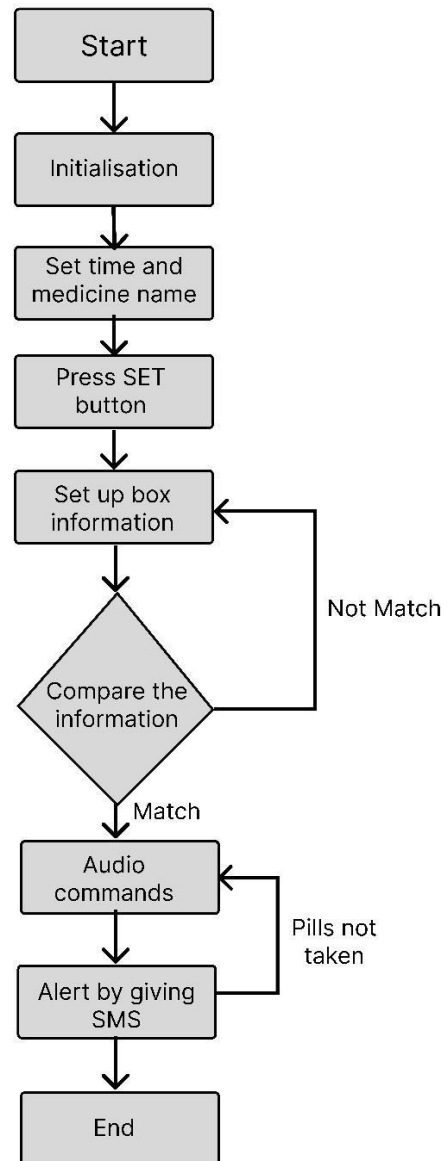 Start
Initialisation
Set time and
medicine name
Press SET
button
Set up box
information
Not Match
Compare the
information
Match
Audio
commands
Pills not
taken
Alert by giving
SMS
End